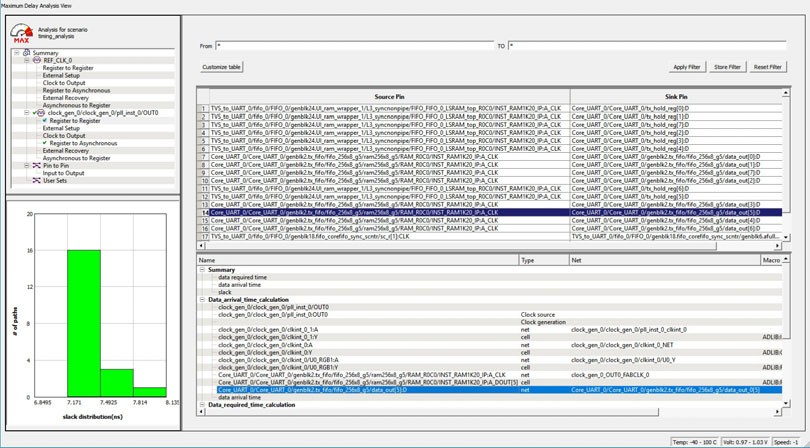 Maximum Delay Analysis View
MAX
Analysis for scenario
timing_analysis
Summary
REF_CLK_0
Register to Register
External Setup
Clock to Output
Register to Asynchronous
External Recovery
Asynchronous to Register
clock_gen_0/clock_gen_0/pll_inst_0/OUT0
Register to Register
External Setup
Clock to Output
Register to Asynchronous
External Recovery
Asynchronous to Register
Pin to Pin
Input to Output
User Sets
From * TO *
Customize table Apply Filter Store Filter Reset Filter
Source Pin Sink Pin
1 TVS_to_UART_0/fifo_0/FIFO_0/genblk24.UI_ram_wrapper_1/L3_syncnonpipe/FIFO_FIFO_0_LSRAM_top_R0C0/INST_RAM1K20_IP:A_CLK Core_UART_0/Core_UART_0/tx_hold_reg[0]:D
2 TVS_to_UART_0/fifo_0/FIFO_0/genblk24.UI_ram_wrapper_1/L3_syncnonpipe/FIFO_FIFO_0_LSRAM_top_R0C0/INST_RAM1K20_IP:A_CLK Core_UART_0/Core_UART_0/tx_hold_reg[1]:D
3 TVS_to_UART_0/fifo_0/FIFO_0/genblk24.UI_ram_wrapper_1/L3_syncnonpipe/FIFO_FIFO_0_LSRAM_top_R0C0/INST_RAM1K20_IP:A_CLK Core_UART_0/Core_UART_0/tx_hold_reg[7]:D
4 TVS_to_UART_0/fifo_0/FIFO_0/genblk24.UI_ram_wrapper_1/L3_syncnonpipe/FIFO_FIFO_0_LSRAM_top_R0C0/INST_RAM1K20_IP:A_CLK Core_UART_0/Core_UART_0/tx_hold_reg[2]:D
5 TVS_to_UART_0/fifo_0/FIFO_0/genblk24.UI_ram_wrapper_1/L3_syncnonpipe/FIFO_FIFO_0_LSRAM_top_R0C0/INST_RAM1K20_IP:A_CLK Core_UART_0/Core_UART_0/tx_hold_reg[3]:D
6 TVS_to_UART_0/fifo_0/FIFO_0/genblk24.UI_ram_wrapper_1/L3_syncnonpipe/FIFO_FIFO_0_LSRAM_top_R0C0/INST_RAM1K20_IP:A_CLK Core_UART_0/Core_UART_0/tx_hold_reg[4]:D
7 Core_UART_0/Core_UART_0/genblk2.tx_fifo/fifo_256x8_g5/ram256x8_g5/RAM_R0C0/INST_RAM1K20_IP:A_CLK Core_UART_0/Core_UART_0/genblk2.tx_fifo/fifo_256x8_g5/data_out[0]:D
8 Core_UART_0/Core_UART_0/genblk2.tx_fifo/fifo_256x8_g5/ram256x8_g5/RAM_R0C0/INST_RAM1K20_IP:A_CLK Core_UART_0/Core_UART_0/genblk2.tx_fifo/fifo_256x8_g5/data_out[1]:D
9 Core_UART_0/Core_UART_0/genblk2.tx_fifo/fifo_256x8_g5/ram256x8_g5/RAM_R0C0/INST_RAM1K20_IP:A_CLK Core_UART_0/Core_UART_0/genblk2.tx_fifo/fifo_256x8_g5/data_out[7]:D
10 Core_UART_0/Core_UART_0/genblk2.tx_fifo/fifo_256x8_g5/ram256x8_g5/RAM_R0C0/INST_RAM1K20_IP:A_CLK Core_UART_0/Core_UART_0/genblk2.tx_fifo/fifo_256x8_g5/data_out[2]:D
11 TVS_to_UART_0/fifo_0/FIFO_0/genblk24.UI_ram_wrapper_1/L3_syncnonpipe/FIFO_FIFO_0_LSRAM_top_R0C0/INST_RAM1K20_IP:A_CLK Core_UART_0/Core_UART_0/tx_hold_reg[6]:D
12 TVS_to_UART_0/fifo_0/FIFO_0/genblk24.UI_ram_wrapper_1/L3_syncnonpipe/FIFO_FIFO_0_LSRAM_top_R0C0/INST_RAM1K20_IP:A_CLK Core_UART_0/Core_UART_0/tx_hold_reg[5]:D
13 Core_UART_0/Core_UART_0/genblk2.tx_fifo/fifo_256x8_g5/ram256x8_g5/RAM_R0C0/INST_RAM1K20_IP:A_CLK Core_UART_0/Core_UART_0/genblk2.tx_fifo/fifo_256x8_g5/data_out[3]:D
14 Core_UART_0/Core_UART_0/genblk2.tx_fifo/fifo_256x8_g5/ram256x8_g5/RAM_R0C0/INST_RAM1K20_IP:A_CLK Core_UART_0/Core_UART_0/genblk2.tx_fifo/fifo_256x8_g5/data_out[5]:D
15 Core_UART_0/Core_UART_0/genblk2.tx_fifo/fifo_256x8_g5/ram256x8_g5/RAM_R0C0/INST_RAM1K20_IP:A_CLK Core_UART_0/Core_UART_0/genblk2.tx_fifo/fifo_256x8_g5/data_out[4]:D
16 Core_UART_0/Core_UART_0/genblk2.tx_fifo/fifo_256x8_g5/ram256x8_g5/RAM_R0C0/INST_RAM1K20_IP:A_CLK Core_UART_0/Core_UART_0/genblk2.tx_fifo/fifo_256x8_g5/data_out[6]:D
17 TVS_to_UART_0/fifo_0/FIFO_0/genblk18.fifo_corefifo_sync_scntr/sc_r[1]:CLK TVS_to_UART_0/fifo_0/FIFO_0/genblk18.fifo_corefifo_sync_scntr/genblk6.afull
Name Type Net Macro
Summary
data required time
data arrival time
slack
Data_arrival_time_calculation
clock_gen_0/clock_gen_0/pll_inst_0/OUT0
clock_gen_0/clock_gen_0/pll_inst_0:OUT0 Clock source
Clock generation
clock_gen_0/clock_gen_0/clkint_0_1:A net clock_gen_0/clock_gen_0/pll_inst_0_clkint_0
clock_gen_0/clock_gen_0/clkint_0_1:Y cell ADLIB:
clock_gen_0/clock_gen_0/clkint_0:A net clock_gen_0/clock_gen_0/clkint_0_NET
clock_gen_0/clock_gen_0/clkint_0:Y cell ADLIB:
clock_gen_0/clock_gen_0/clkint_0/U0_RGB1:A net clock_gen_0/clock_gen_0/clkint_0/U0_Y
clock_gen_0/clock_gen_0/clkint_0/U0_RGB1:Y cell ADLIB:
Core_UART_0/Core_UART_0/genblk2.tx_fifo/fifo_256x8_g5/ram256x8_g5/RAM_R0C0/INST_RAM1K20_IP:A_CLK net clock_gen_0_OUT0_FABCLK_0
Core_UART_0/Core_UART_0/genblk2.tx_fifo/fifo_256x8_g5/ram256x8_g5/RAM_R0C0/INST_RAM1K20_IP:A_DOUT[5] cell ADLIB:
Core_UART_0/Core_UART_0/genblk2.tx_fifo/fifo_256x8_g5/data_out[5]:D net Core_UART_0/Core_UART_0/genblk2.tx_fifo/fifo_256x8_g5/data_out_0[5]
data arrival time
Data_required_time_calculation
20
16
12
8
4
0
# of paths
6.8495 7.171 7.4925 7.814 8.135
slack distribution(ns)
Temp: -40 - 100 C Volt: 0.97 - 1.03 V Speed: -1